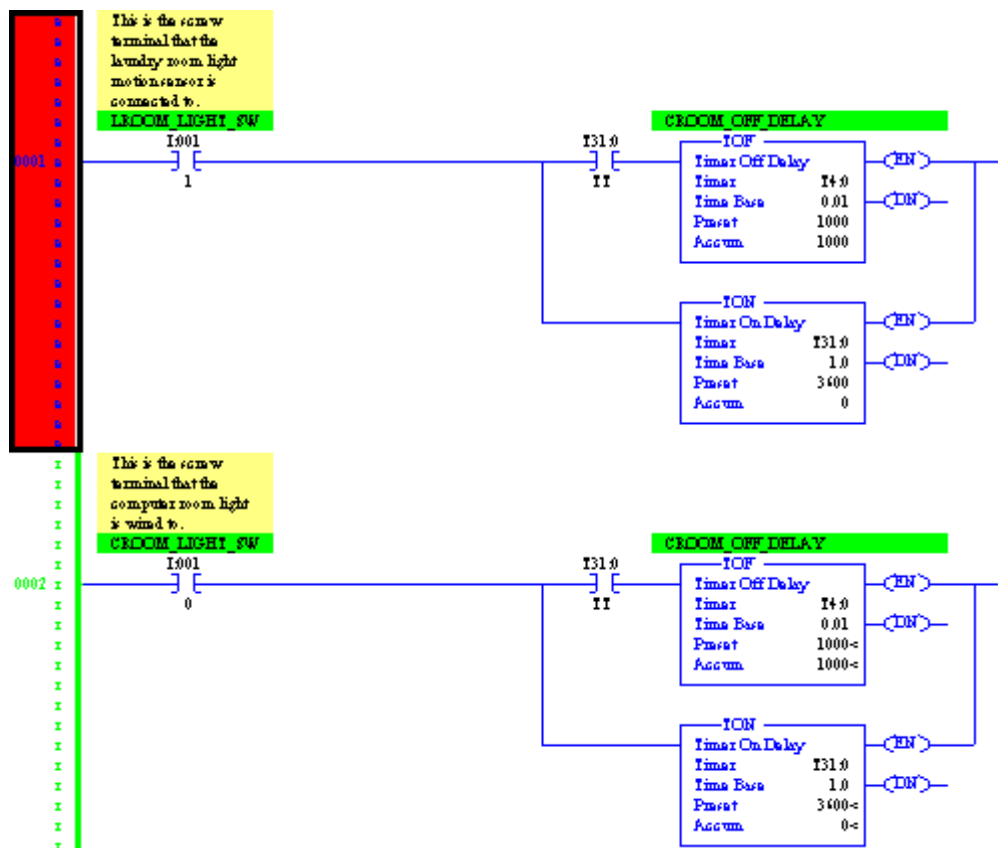 This is the screw
terminal that the
laundry room light
motion sensor is
connected to.
LROOM_LIGHT_SW
I:001
1
0001
T31:0
TT
CROOM_OFF_DELAY
TOF
Timer Off Delay
Timer T4:0
Time Base 0.01
Preset 1000
Accum 1000
EN
DN
TON
Timer On Delay
Timer T31:0
Time Base 1.0
Preset 3600
Accum 0
EN
DN
This is the screw
terminal that the
computer room light
is wired to.
CROOM_LIGHT_SW
I:001
0
0002
T31:0
TT
CROOM_OFF_DELAY
TOF
Timer Off Delay
Timer T4:0
Time Base 0.01
Preset 1000<
Accum 1000<
EN
DN
TON
Timer On Delay
Timer T31:0
Time Base 1.0
Preset 3600<
Accum 0<
EN
DN